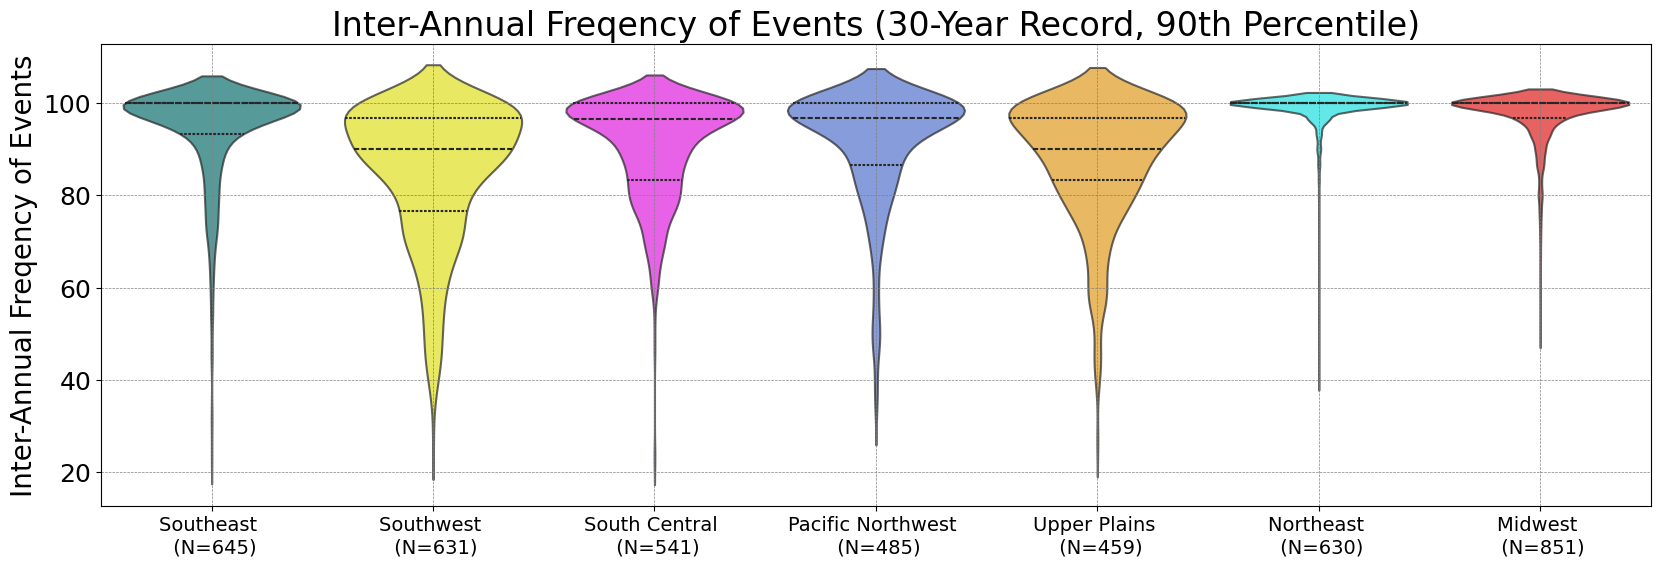 Inter-Annual Freqency of Events (30-Year Record, 90th Percentile)
Inter-Annual Freqency of Events
100
80
60
40
20
Southeast
(N=645)
Southwest
(N=631)
South Central
(N=541)
Pacific Northwest
(N=485)
Upper Plains
(N=459)
Northeast
(N=630)
Midwest
(N=851)